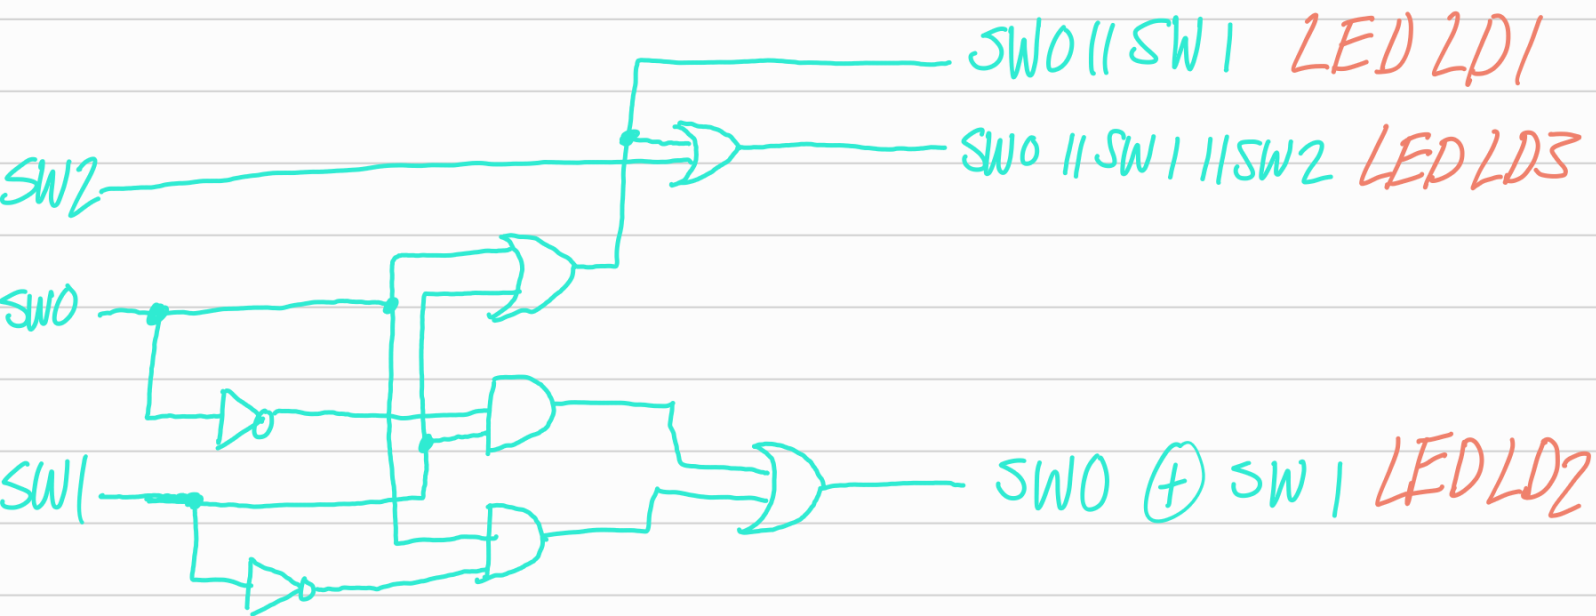 SW0 || SW1 LED LD1
SW0 || SW1 || SW2 LED LD3
SW2
SW0
SW1
SW0 ⊕ SW1 LED LD2